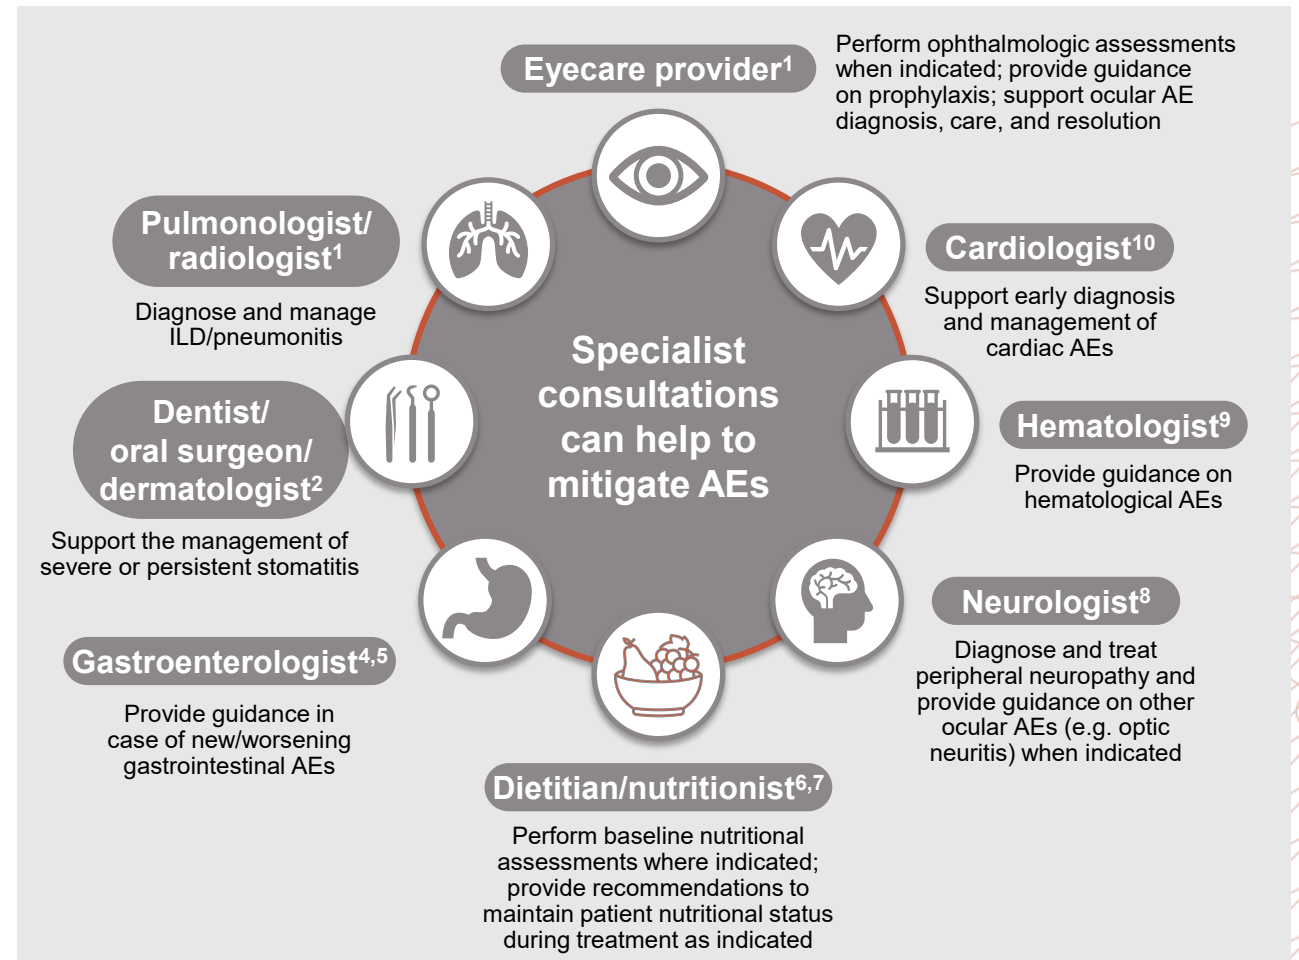 Eyecare provider¹
Perform ophthalmologic assessments
when indicated; provide guidance
on prophylaxis; support ocular AE
diagnosis, care, and resolution
Pulmonologist/
radiologist¹
Diagnose and manage
ILD/pneumonitis
Cardiologist¹⁰
Support early diagnosis
and management of
cardiac AEs
Specialist
consultations
can help to
mitigate AEs
Dentist/
oral surgeon/
dermatologist²
Support the management of
severe or persistent stomatitis
Hematologist⁹
Provide guidance on
hematological AEs
Gastroenterologist⁴,⁵
Provide guidance in
case of new/worsening
gastrointestinal AEs
Neurologist⁸
Diagnose and treat
peripheral neuropathy and
provide guidance on other
ocular AEs (e.g. optic
neuritis) when indicated
Dietitian/nutritionist⁶,⁷
Perform baseline nutritional
assessments where indicated;
provide recommendations to
maintain patient nutritional status
during treatment as indicated